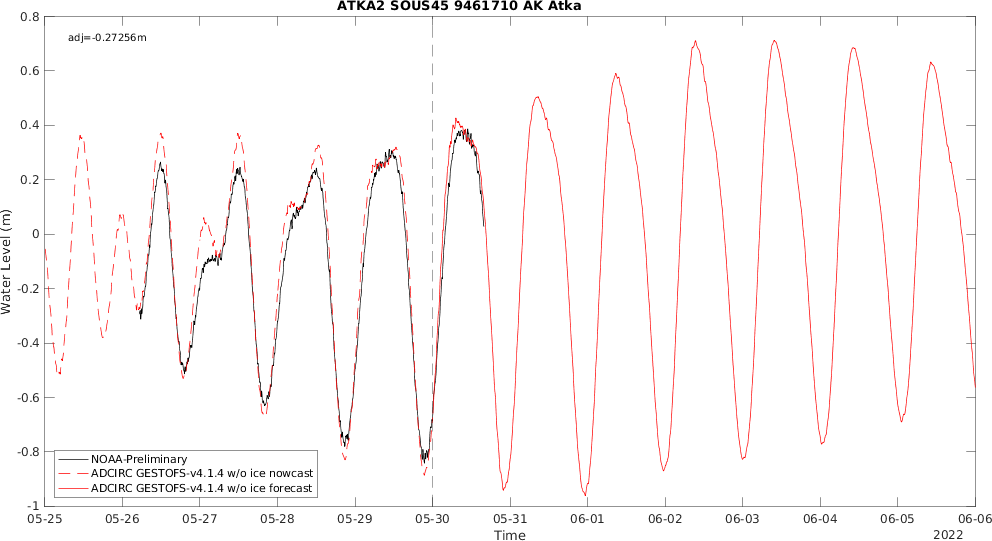 ATKA2 SOUS45 9461710 AK Atka
adj=-0.27256m
0.8
0.6
0.4
0.2
0
-0.2
-0.4
-0.6
-0.8
-1
Water Level (m)
NOAA-Preliminary
ADCIRC GESTOFS-v4.1.4 w/o ice nowcast
ADCIRC GESTOFS-v4.1.4 w/o ice forecast
05-25 05-26 05-27 05-28 05-29 05-30 05-31 06-01 06-02 06-03 06-04 06-05 06-06
Time
2022